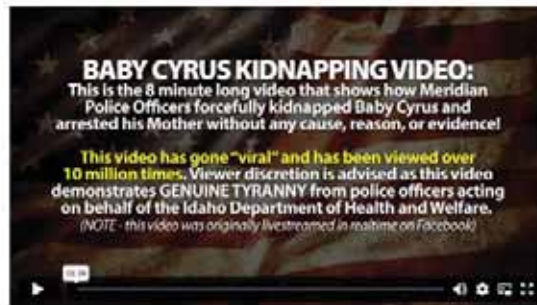 BABY CYRUS KIDNAPPING VIDEO:
This is the 8 minute long video that shows how Meridian
Police Officers forcefully kidnapped Baby Cyrus and
arrested his Mother without any cause, reason, or evidence!
This video has gone "viral" and has been viewed over
10 million times. Viewer discretion is advised as this video
demonstrates GENUINE TYRANNY from police officers acting
on behalf of the Idaho Department of Health and Welfare.
(NOTE - this video was originally livestreamed in realtime on Facebook)